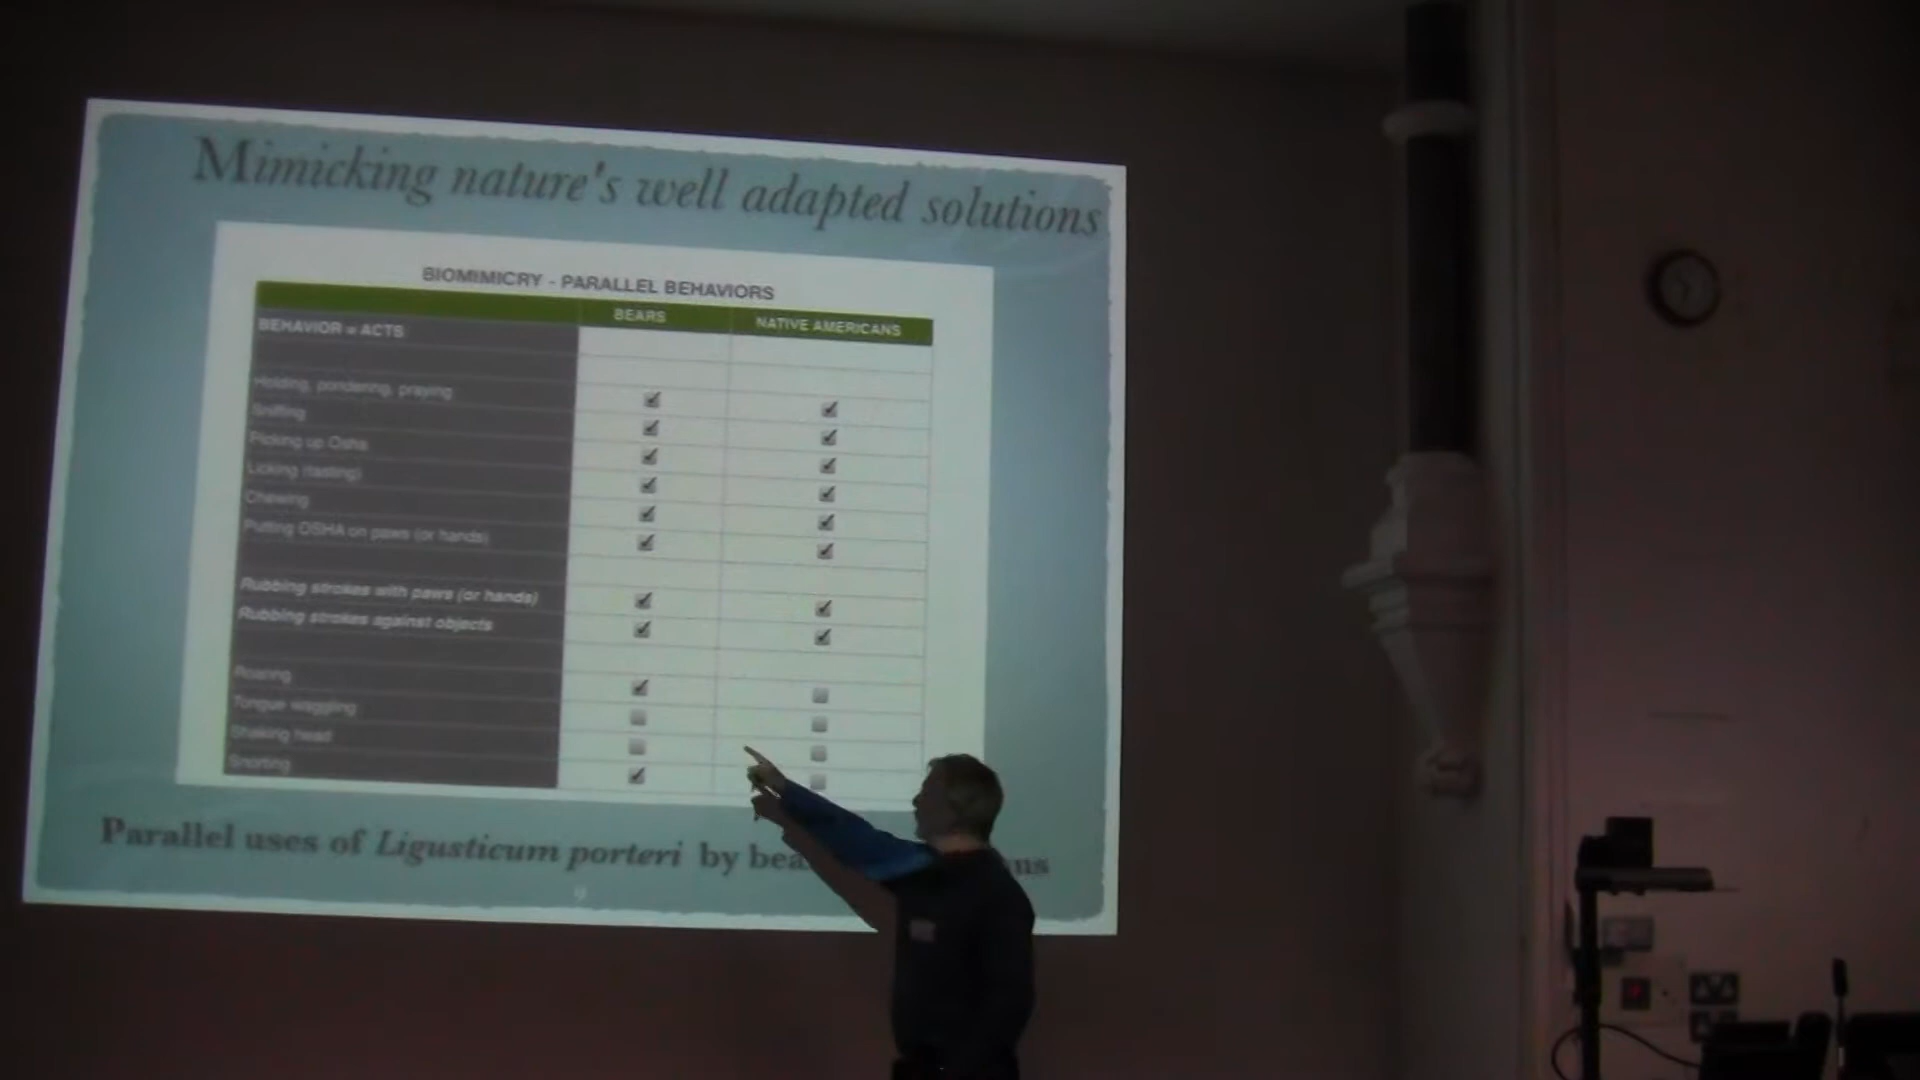 Mimicking nature's well adapted solutions
BIOMIMICRY - PARALLEL BEHAVIORS
BEARS NATIVE AMERICANS
BEHAVIOR = ACTS
Holding, pondering, praying
Sniffing
Picking up Osha
Licking (tasting)
Chewing
Putting OSHA on paws (or hands)
Rubbing strokes with paws (or hands)
Rubbing strokes against objects
Roaring
Tongue waggling
Shaking head
Snorting
Parallel uses of Ligusticum porteri by
9